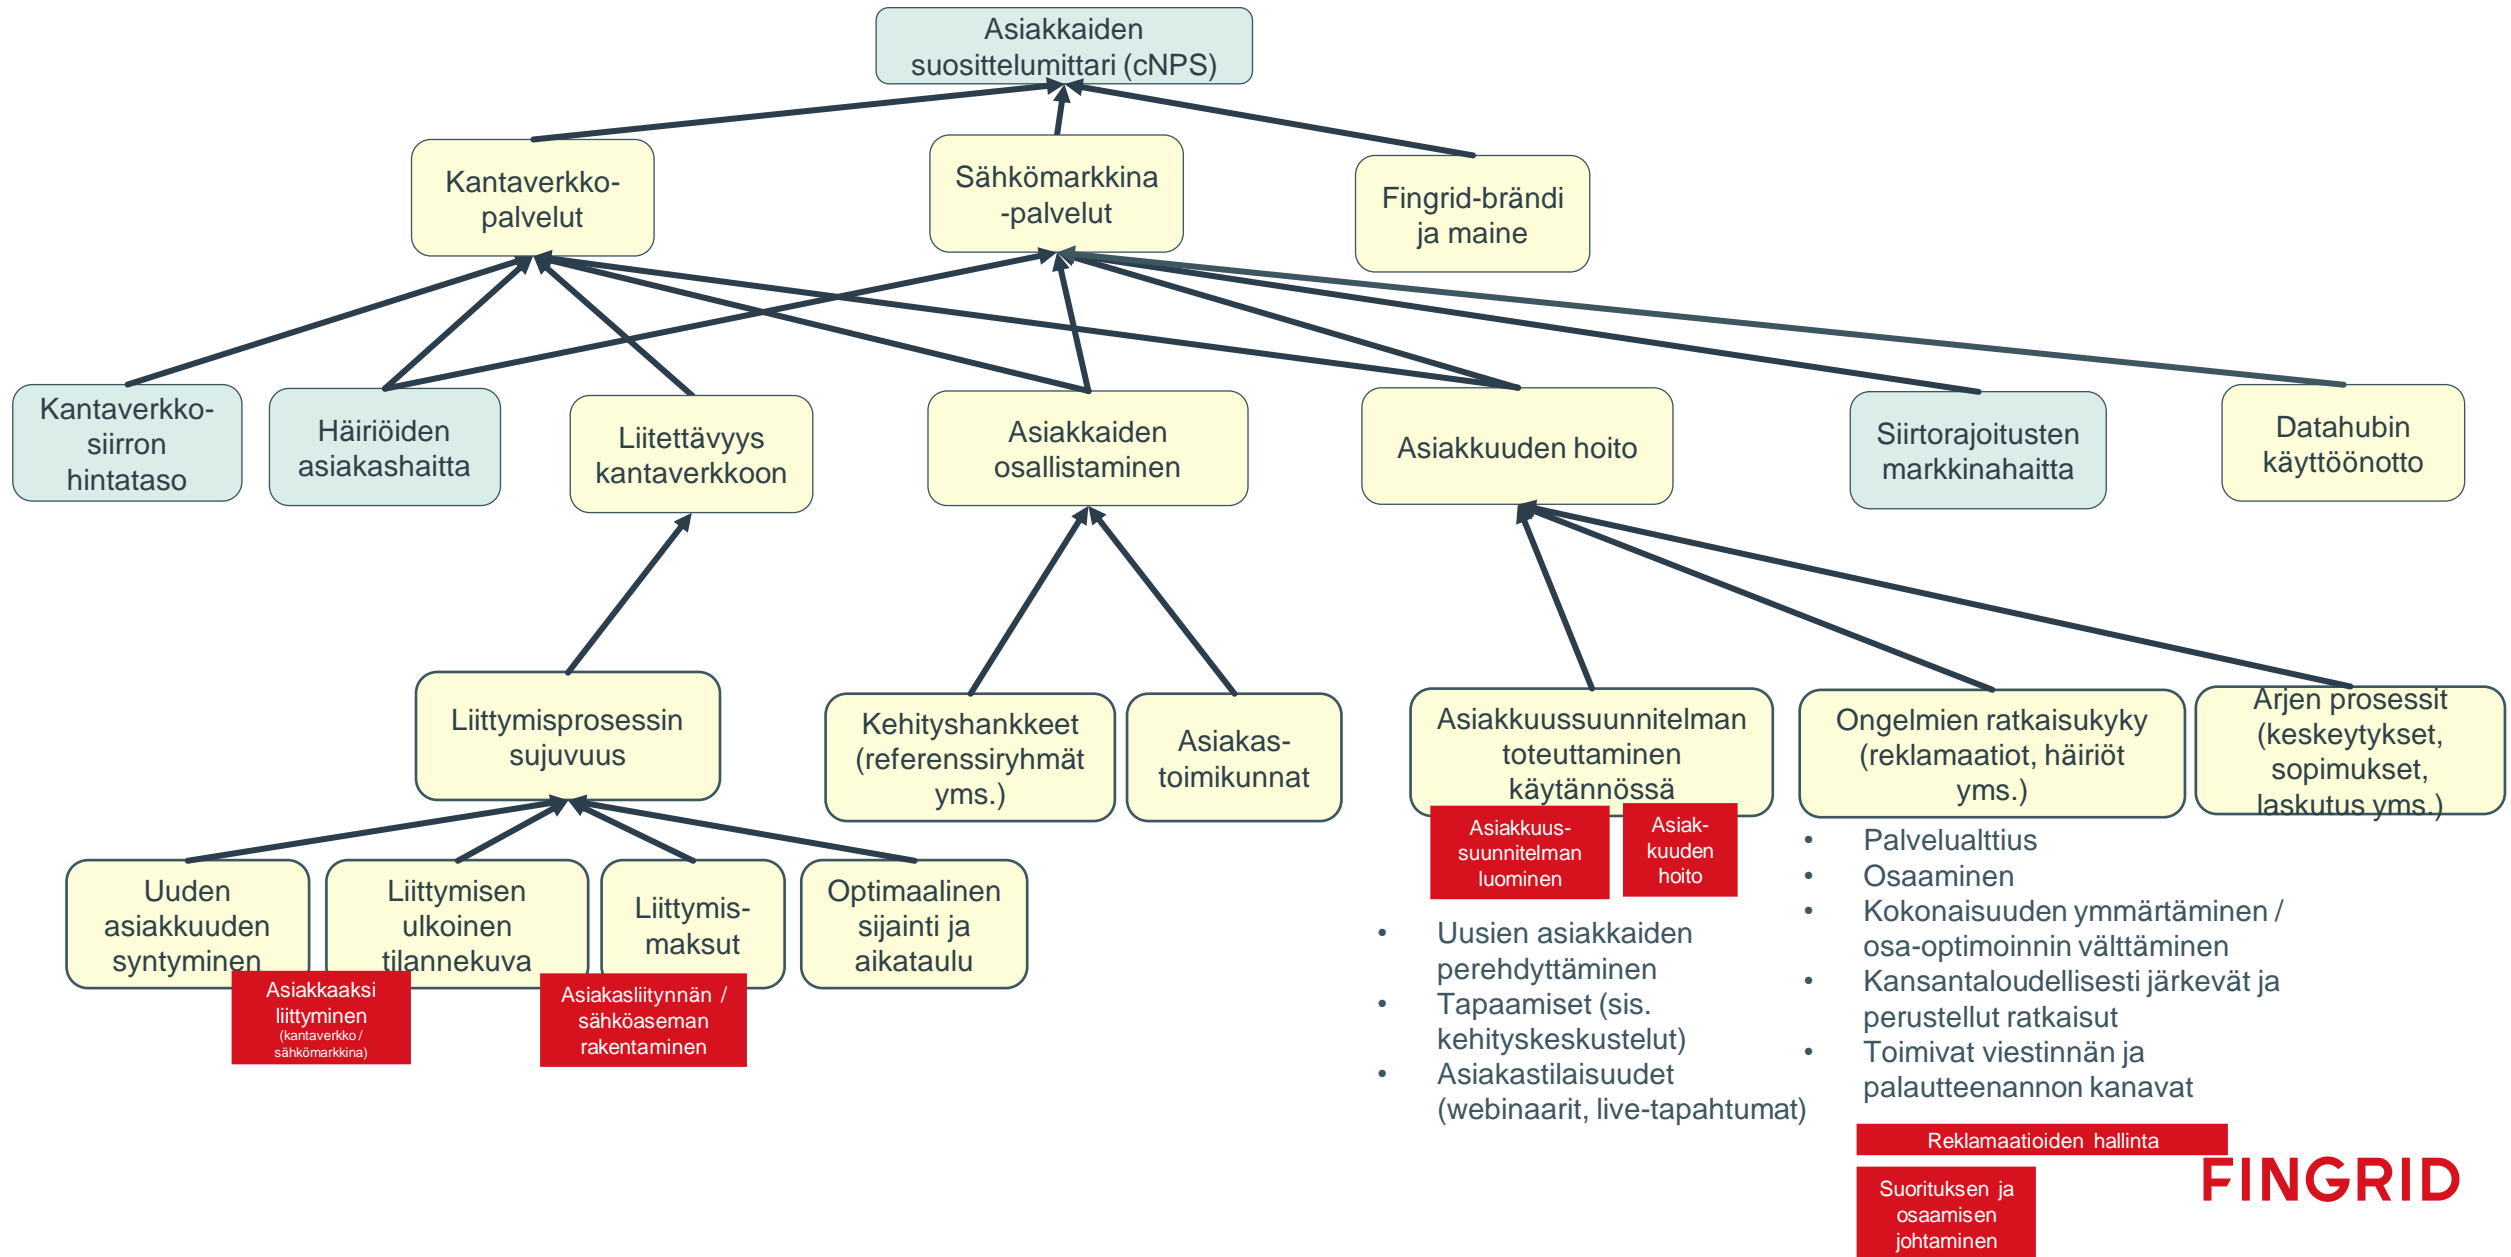 Asiakkaiden
suosittelumittari (cNPS)
Kantaverkko-
palvelut
Sähkömarkkina
-palvelut
Fingrid-brändi
ja maine
Kantaverkko-
siirron
hintataso
Häiriöiden
asiakashaitta
Liitettävyys
kantaverkkoon
Asiakkaiden
osallistaminen
Asiakkuuden hoito
Siirtorajoitusten
markkinahaitta
Datahubin
käyttöönotto
Liittymisprosessin
sujuvuus
Kehityshankkeet
(referenssiryhmät
yms.)
Asiakas-
toimikunnat
Asiakkuussuunnitelman
toteuttaminen
käytännössä
Ongelmien ratkaisukyky
(reklamaatiot, häiriöt
yms.)
Arjen prosessit
(keskeytykset,
sopimukset,
laskutus yms.)
Asiakkuus-
suunnitelman
luominen
Asiak-
kuuden
hoito
Uuden
asiakkuuden
syntyminen
Liittymisen
ulkoinen
tilannekuva
Liittymis-
maksut
Optimaalinen
sijainti ja
aikataulu
Asiakkaaksi
liittyminen
(kantaverkko /
sähkömarkkina)
Asiakasliitynnän /
sähköaseman
rakentaminen
• Uusien asiakkaiden
perehdyttäminen
• Tapaamiset (sis.
kehityskeskustelut)
• Asiakastilaisuudet
(webinaarit, live-tapahtumat)
• Palvelualttius
• Osaaminen
• Kokonaisuuden ymmärtäminen /
osa-optimoinnin välttäminen
• Kansantaloudellisesti järkevät ja
perustellut ratkaisut
• Toimivat viestinnän ja
palautteenannon kanavat
Reklamaatioiden hallinta
Suorituksen ja
osaamisen
johtaminen
FINGRID